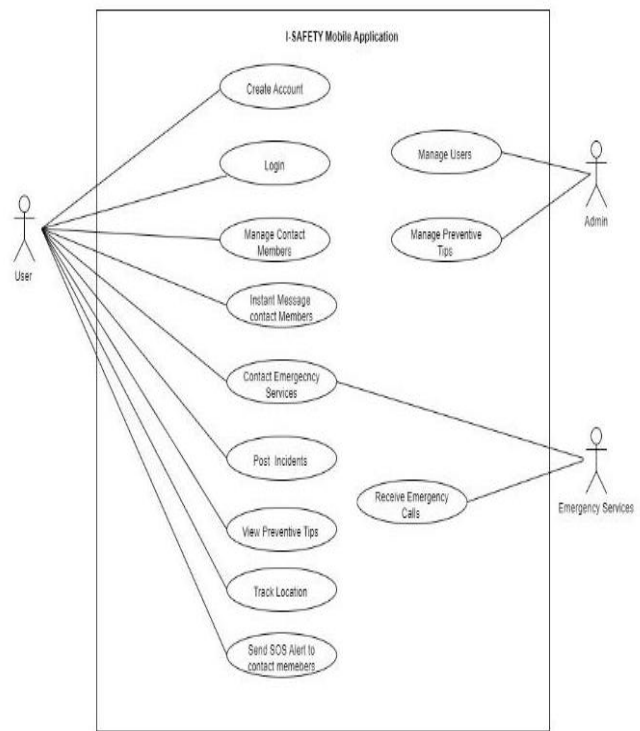 I-SAFETY Mobile Application
Create Account
Login
Manage Users
Admin
Manage Contact
Members
Manage Preventive
Tips
User
Instant Message
contact Members
Contact Emergecncy
Services
Post Incidents
Receive Emergency
Calls
Emergency Services
View Preventive Tips
Track Location
Send SOS Alert to
contact memebers